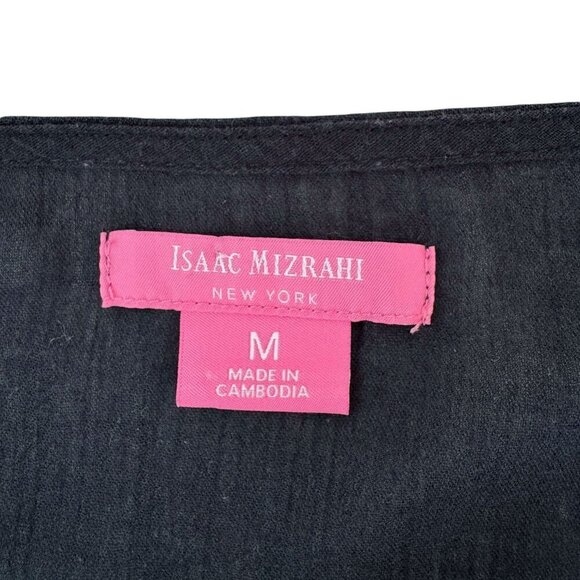 ISAAC MIZRAHI
NEW YORK
M
MADE IN
CAMBODIA